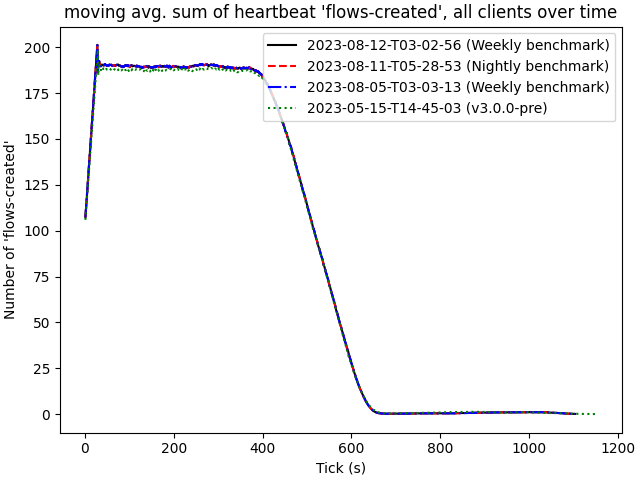 moving avg. sum of heartbeat 'flows-created', all clients over time
2023-08-12-T03-02-56 (Weekly benchmark)
2023-08-11-T05-28-53 (Nightly benchmark)
2023-08-05-T03-03-13 (Weekly benchmark)
2023-05-15-T14-45-03 (v3.0.0-pre)
Number of 'flows-created'
200
175
150
125
100
75
50
25
0
0 200 400 600 800 1000 1200
Tick (s)